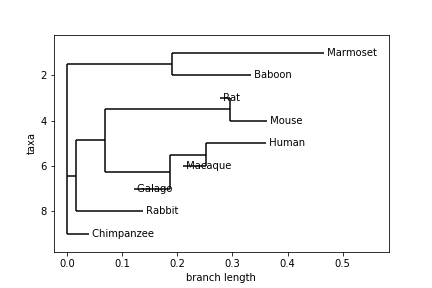 Marmoset
Baboon
Rat
Mouse
Human
Macaque
Galago
Rabbit
Chimpanzee
taxa
2
4
6
8
0.0 0.1 0.2 0.3 0.4 0.5
branch length